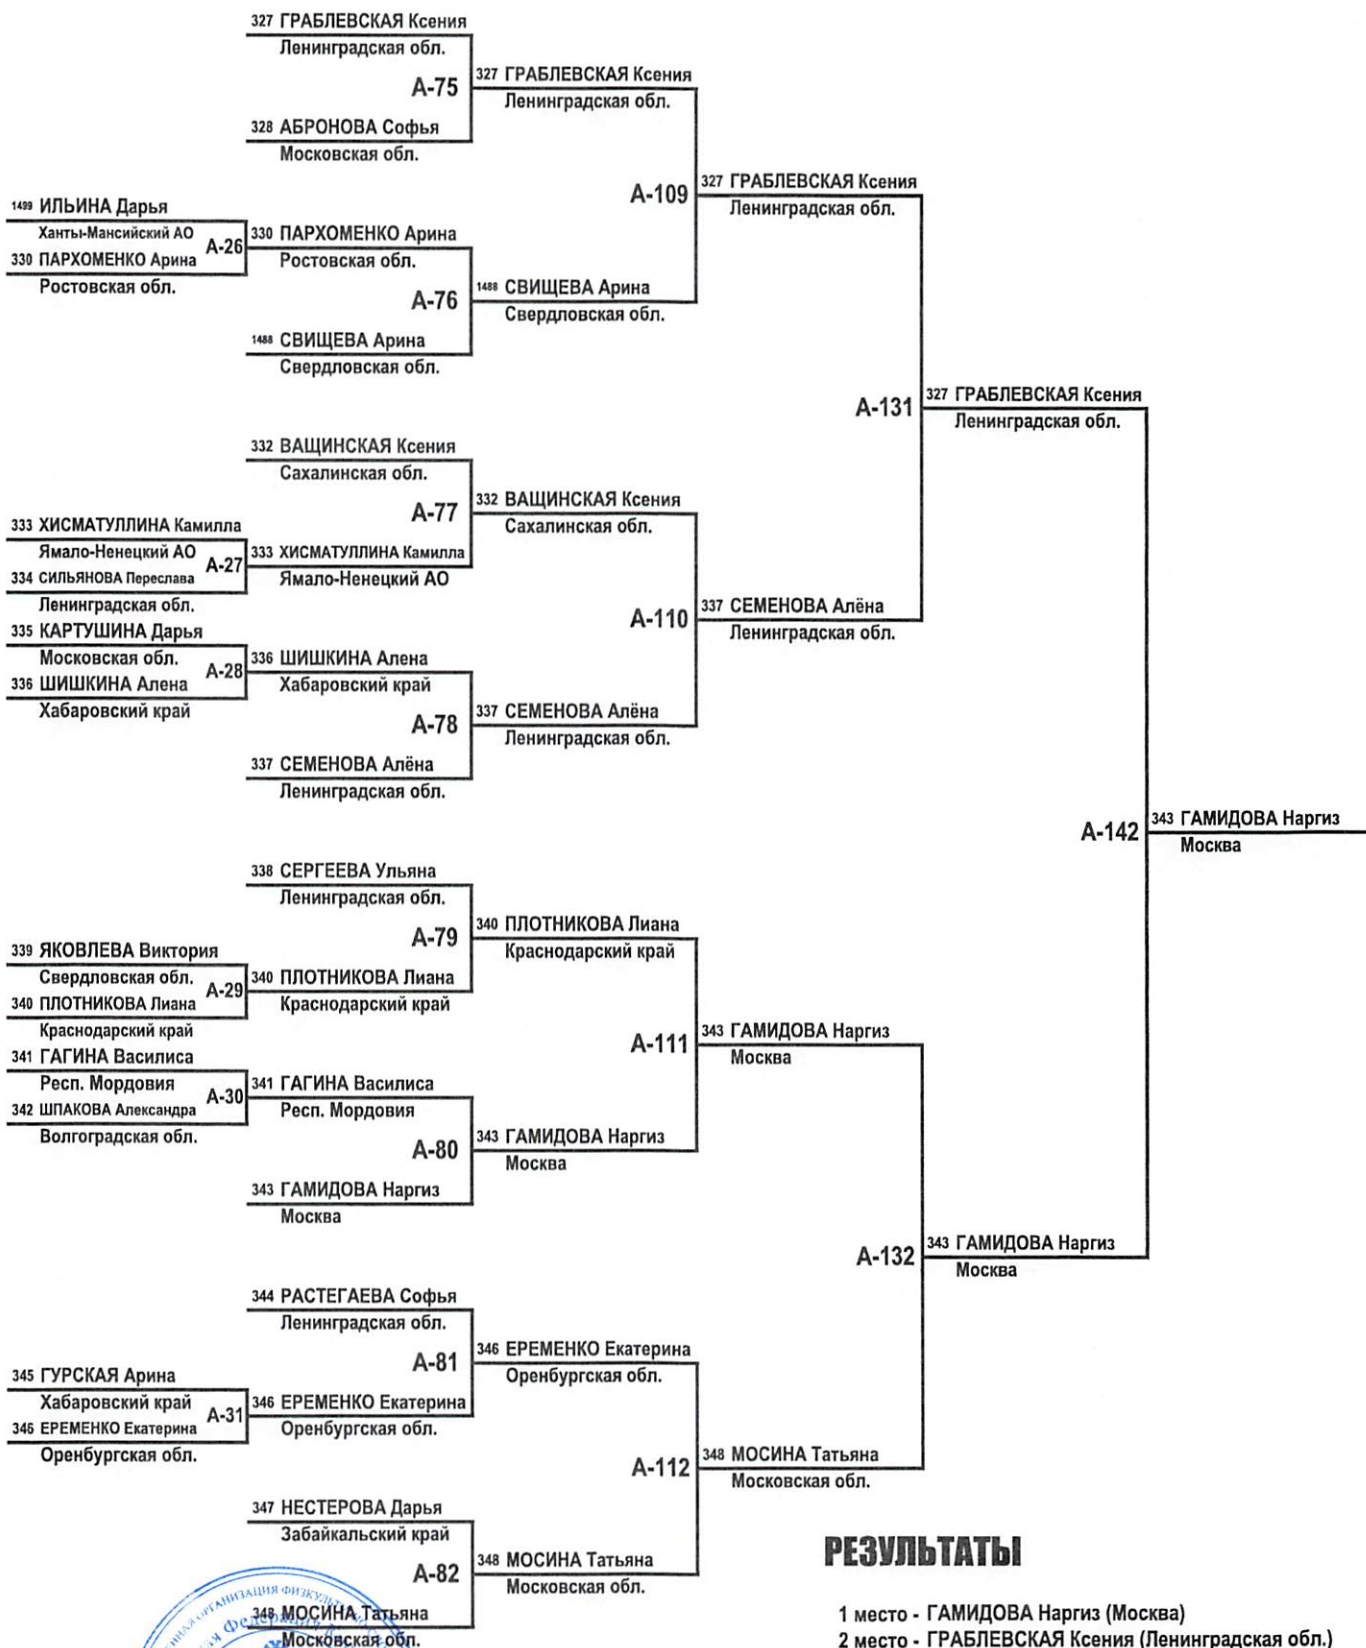 327 ГРАБЛЕВСКАЯ Ксения
Ленинградская обл.
А-75
327 ГРАБЛЕВСКАЯ Ксения
Ленинградская обл.
328 АБРОНОВА Софья
Московская обл.
А-109
327 ГРАБЛЕВСКАЯ Ксения
Ленинградская обл.
1499 ИЛЬИНА Дарья
Ханты-Мансийский АО
А-26
330 ПАРХОМЕНКО Арина
Ростовская обл.
330 ПАРХОМЕНКО Арина
Ростовская обл.
А-76
1488 СВИЩЕВА Арина
Свердловская обл.
1488 СВИЩЕВА Арина
Свердловская обл.
А-131
327 ГРАБЛЕВСКАЯ Ксения
Ленинградская обл.
332 ВАЩИНСКАЯ Ксения
Сахалинская обл.
А-77
332 ВАЩИНСКАЯ Ксения
Сахалинская обл.
333 ХИСМАТУЛЛИНА Камилла
Ямало-Ненецкий АО
А-27
334 СИЛЬЯНОВА Переслава
Ленинградская обл.
333 ХИСМАТУЛЛИНА Камилла
Ямало-Ненецкий АО
А-110
337 СЕМЕНОВА Алёна
Ленинградская обл.
335 КАРТУШИНА Дарья
Московская обл.
А-28
336 ШИШКИНА Алена
Хабаровский край
336 ШИШКИНА Алена
Хабаровский край
А-78
337 СЕМЕНОВА Алёна
Ленинградская обл.
337 СЕМЕНОВА Алёна
Ленинградская обл.
А-142
343 ГАМИДОВА Наргиз
Москва
338 СЕРГЕЕВА Ульяна
Ленинградская обл.
А-79
340 ПЛОТНИКОВА Лиана
Краснодарский край
339 ЯКОВЛЕВА Виктория
Свердловская обл.
А-29
340 ПЛОТНИКОВА Лиана
Краснодарский край
340 ПЛОТНИКОВА Лиана
Краснодарский край
А-111
343 ГАМИДОВА Наргиз
Москва
341 ГАГИНА Василиса
Респ. Мордовия
А-30
342 ШПАКОВА Александра
Волгоградская обл.
341 ГАГИНА Василиса
Респ. Мордовия
А-80
343 ГАМИДОВА Наргиз
Москва
343 ГАМИДОВА Наргиз
Москва
А-132
343 ГАМИДОВА Наргиз
Москва
344 РАСТЕГАЕВА Софья
Ленинградская обл.
А-81
346 ЕРЕМЕНКО Екатерина
Оренбургская обл.
345 ГУРСКАЯ Арина
Хабаровский край
А-31
346 ЕРЕМЕНКО Екатерина
Оренбургская обл.
346 ЕРЕМЕНКО Екатерина
Оренбургская обл.
А-112
348 МОСИНА Татьяна
Московская обл.
347 НЕСТЕРОВА Дарья
Забайкальский край
А-82
348 МОСИНА Татьяна
Московская обл.
348 МОСИНА Татьяна
Московская обл.
РЕЗУЛЬТАТЫ
1 место - ГАМИДОВА Наргиз (Москва)
2 место - ГРАБЛЕВСКАЯ Ксения (Ленинградская обл.)